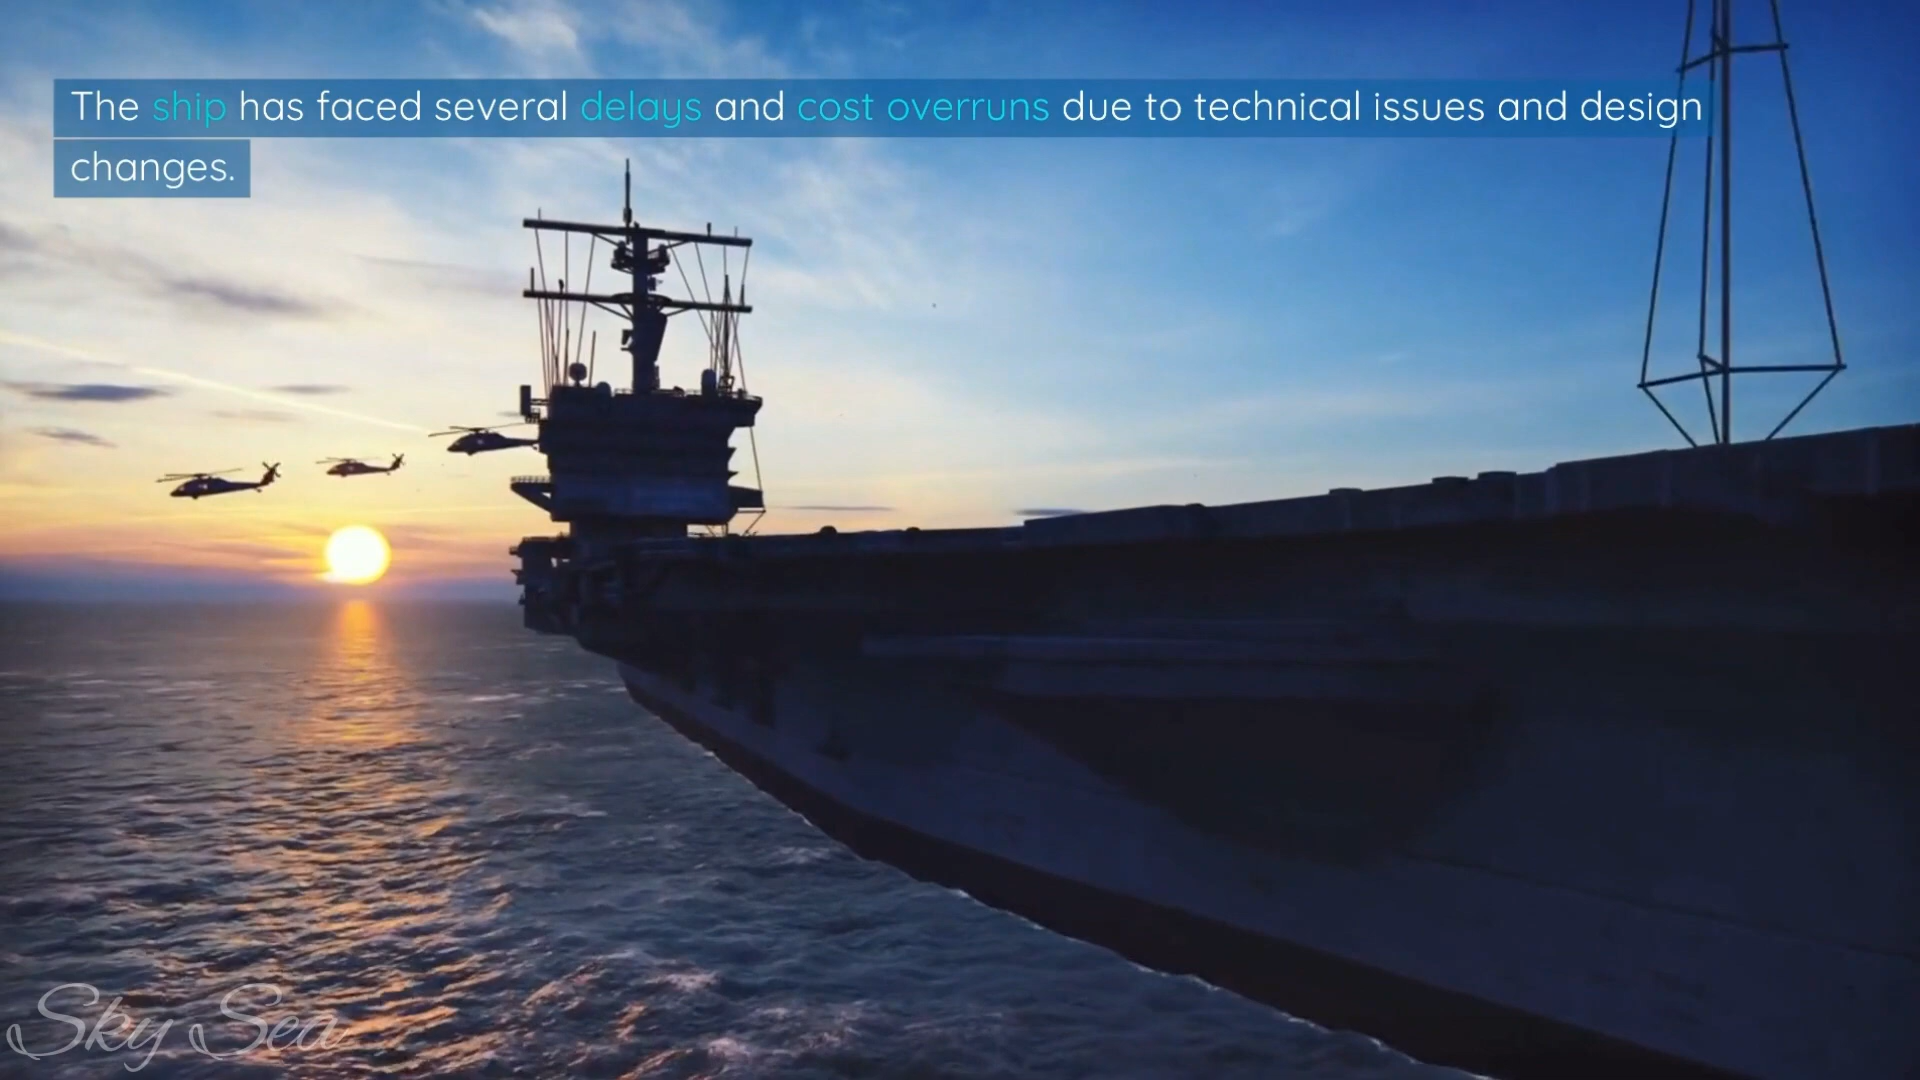 The ship has faced several delays and cost overruns due to technical issues and design
changes.
Sky Sea